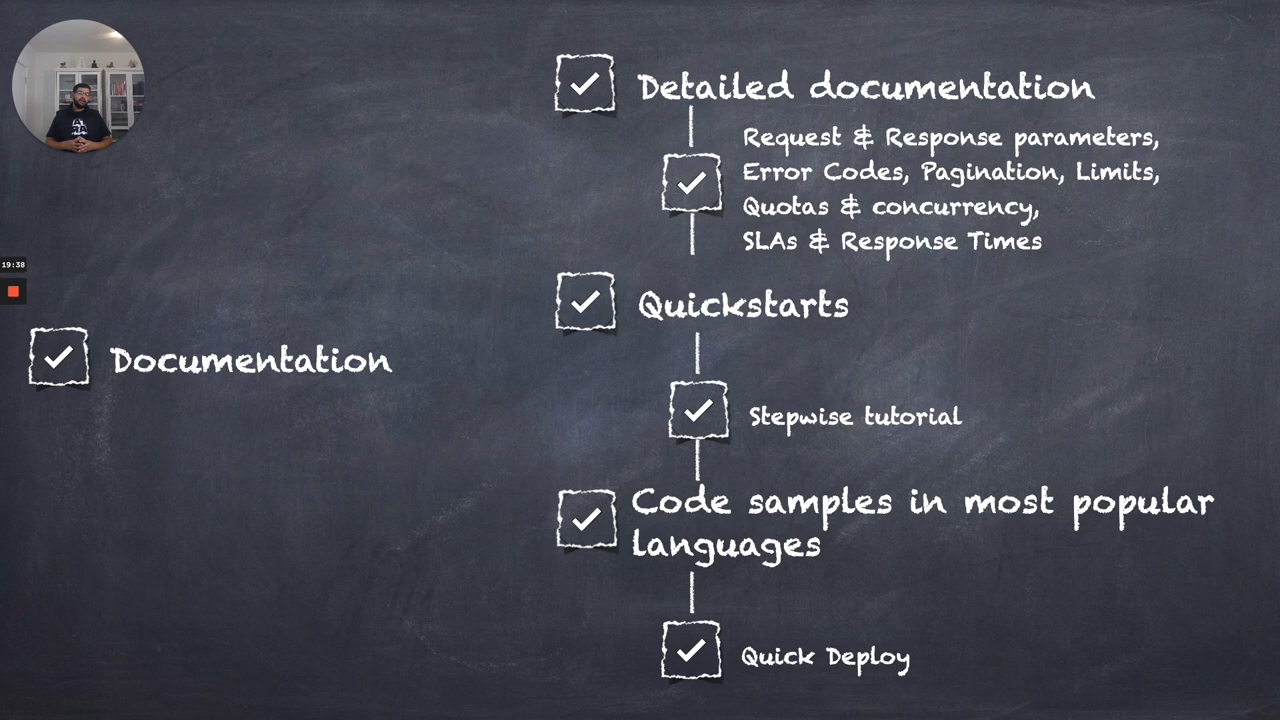 Detailed documentation
Request & Response parameters,
Error Codes, Pagination, Limits,
Quotas & concurrency,
SLAs & Response Times
19:38
Quickstarts
Documentation
Stepwise tutorial
Code samples in most popular
languages
Quick Deploy